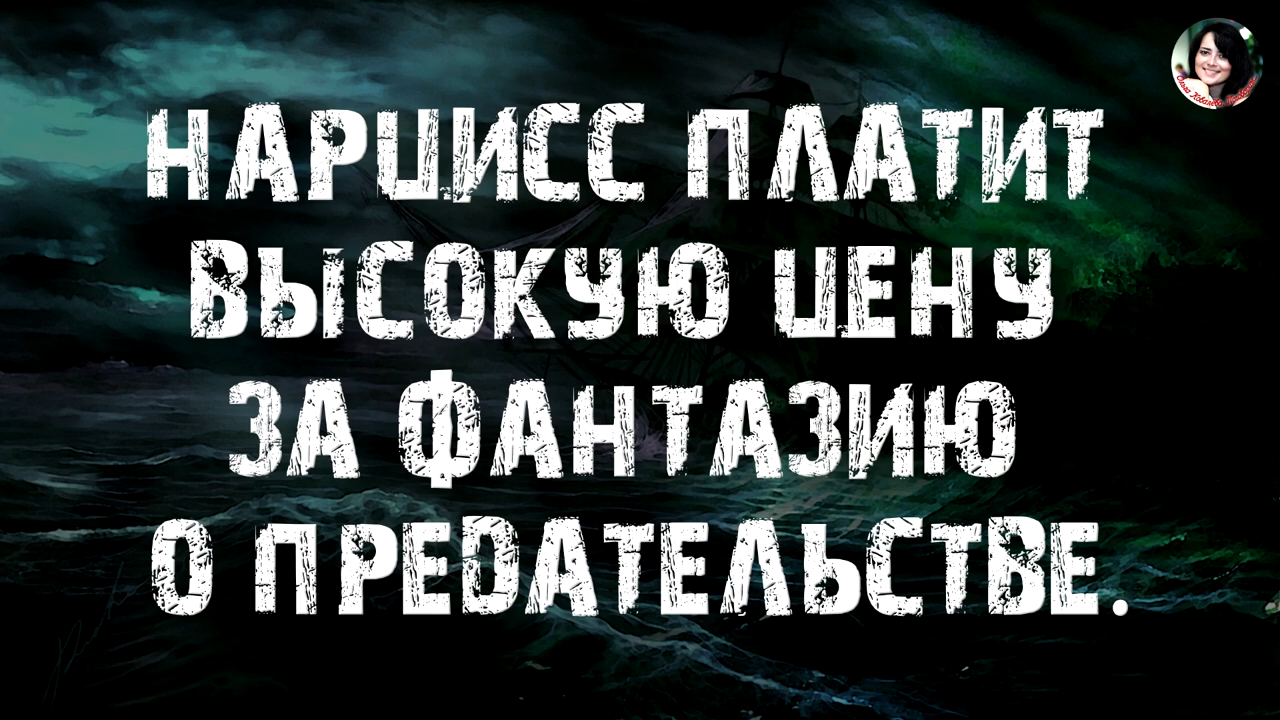 НАРЦИСС ПЛАТИТ
ВЫСОКУЮ ЦЕНУ
ЗА ФАНТАЗИЮ
О ПРЕДАТЕЛЬСТВЕ.